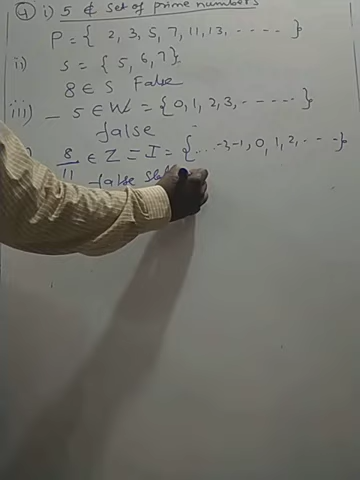 4 i) 5 ∉ set of prime numbers
P = { 2, 3, 5, 7, 11, 13, ...... }
ii) S = { 5, 6, 7 }
8 ∈ S False
iii) – 5 ∈ W = { 0, 1, 2, 3, ...... }
false
) 8/11 ∈ Z = I = { ... -3, -1, 0, 1, 2, ... }
false